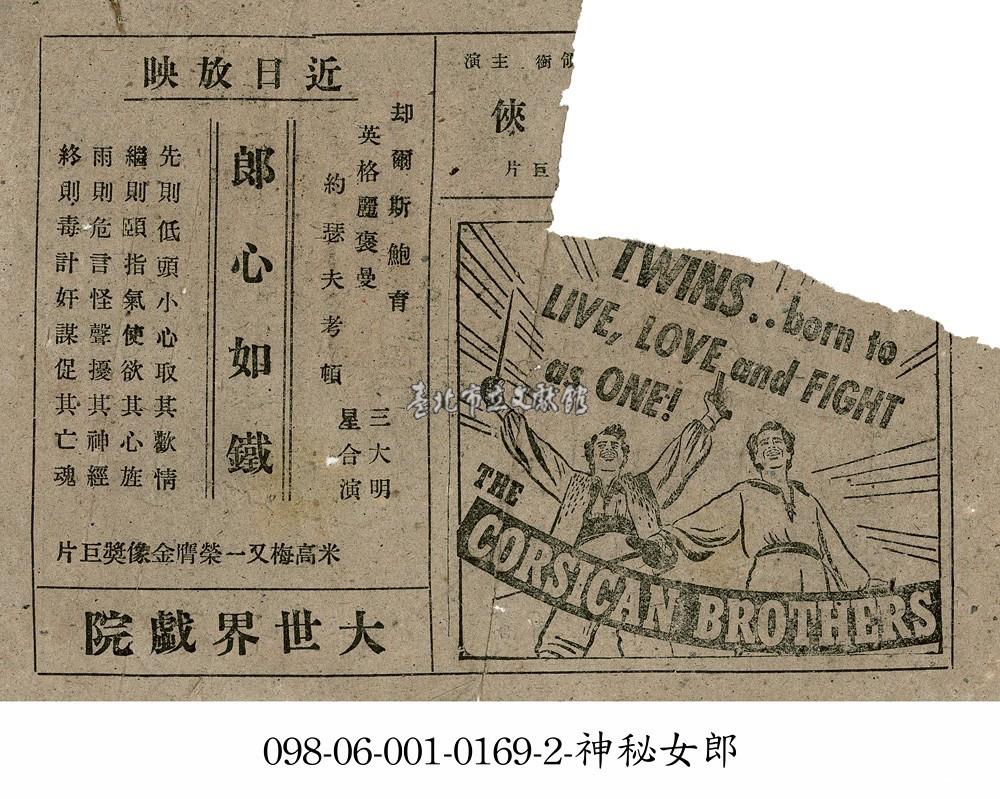 近日放映
却爾斯鮑育
英格麗褒曼
約瑟夫考頓
三大明
星合演
郎心如鐵
先則低頭小心取其歡情
繼則頤指氣使欲其心旌
雨則危言怪聲擾其神經
終則毒計奸謀促其亡魂
米高梅又一榮膺金像獎巨片
大世界戲院
領銜主演
俠
巨片
TWINS.. born to
LIVE, LOVE and FIGHT
as ONE!
THE
CORSICAN BROTHERS
臺北市立文獻館
098-06-001-0169-2-神秘女郎